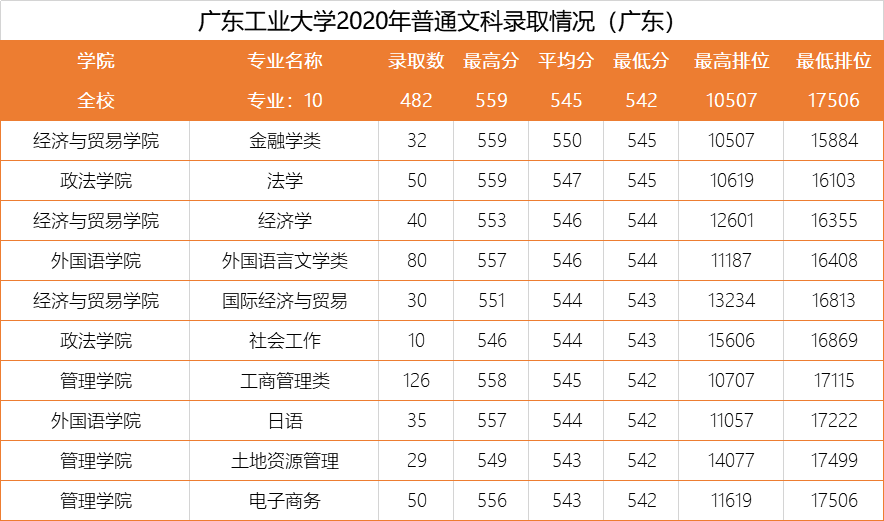 广东工业大学2020年普通文科录取情况（广东）
学院 专业名称 录取数 最高分 平均分 最低分 最高排位 最低排位
全校 专业：10 482 559 545 542 10507 17506
经济与贸易学院 金融学类 32 559 550 545 10507 15884
政法学院 法学 50 559 547 545 10619 16103
经济与贸易学院 经济学 40 553 546 544 12601 16355
外国语学院 外国语言文学类 80 557 546 544 11187 16408
经济与贸易学院 国际经济与贸易 30 551 544 543 13234 16813
政法学院 社会工作 10 546 544 543 15606 16869
管理学院 工商管理类 126 558 545 542 10707 17115
外国语学院 日语 35 557 544 542 11057 17222
管理学院 土地资源管理 29 549 543 542 14077 17499
管理学院 电子商务 50 556 543 542 11619 17506